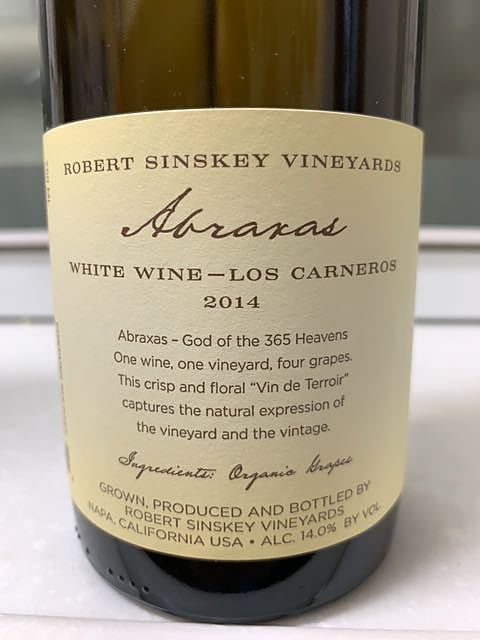 ROBERT SINSKEY VINEYARDS
Abraxas
WHITE WINE—LOS CARNEROS
2014
Abraxas – God of the 365 Heavens
One wine, one vineyard, four grapes.
This crisp and floral “Vin de Terroir”
captures the natural expression of
the vineyard and the vintage.
Ingredients: Organic Grapes
GROWN, PRODUCED AND BOTTLED BY
ROBERT SINSKEY VINEYARDS
NAPA, CALIFORNIA USA • ALC. 14.0% BY VOL